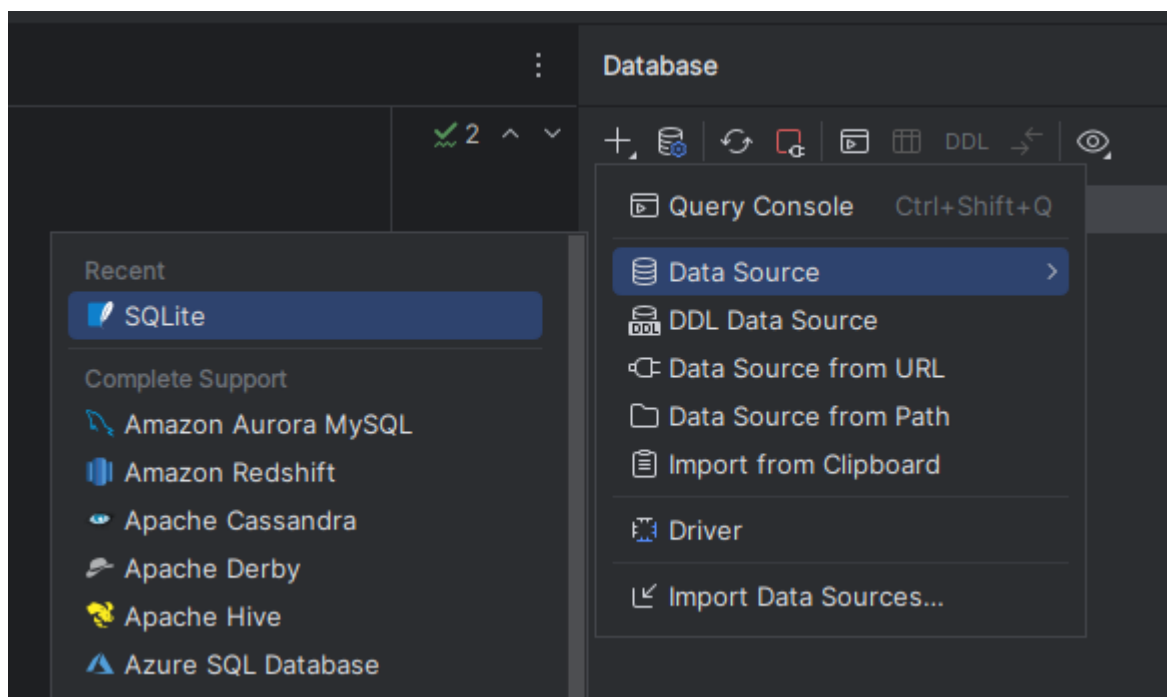 Database
2
DDL
Query Console Ctrl+Shift+Q
Data Source
DDL DDL Data Source
Data Source from URL
Data Source from Path
Import from Clipboard
Driver
Import Data Sources...
Recent
SQLite
Complete Support
Amazon Aurora MySQL
Amazon Redshift
Apache Cassandra
Apache Derby
Apache Hive
Azure SQL Database